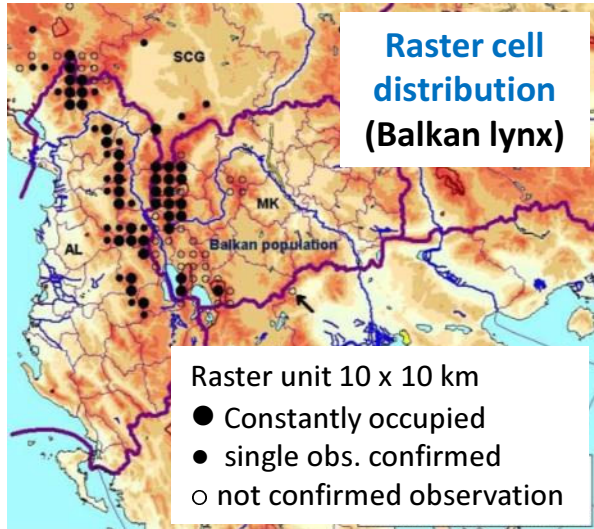 Raster cell
distribution
(Balkan lynx)
SCG
MK
AL
Balkan population
Raster unit 10 x 10 km
Constantly occupied
single obs. confirmed
not confirmed observation